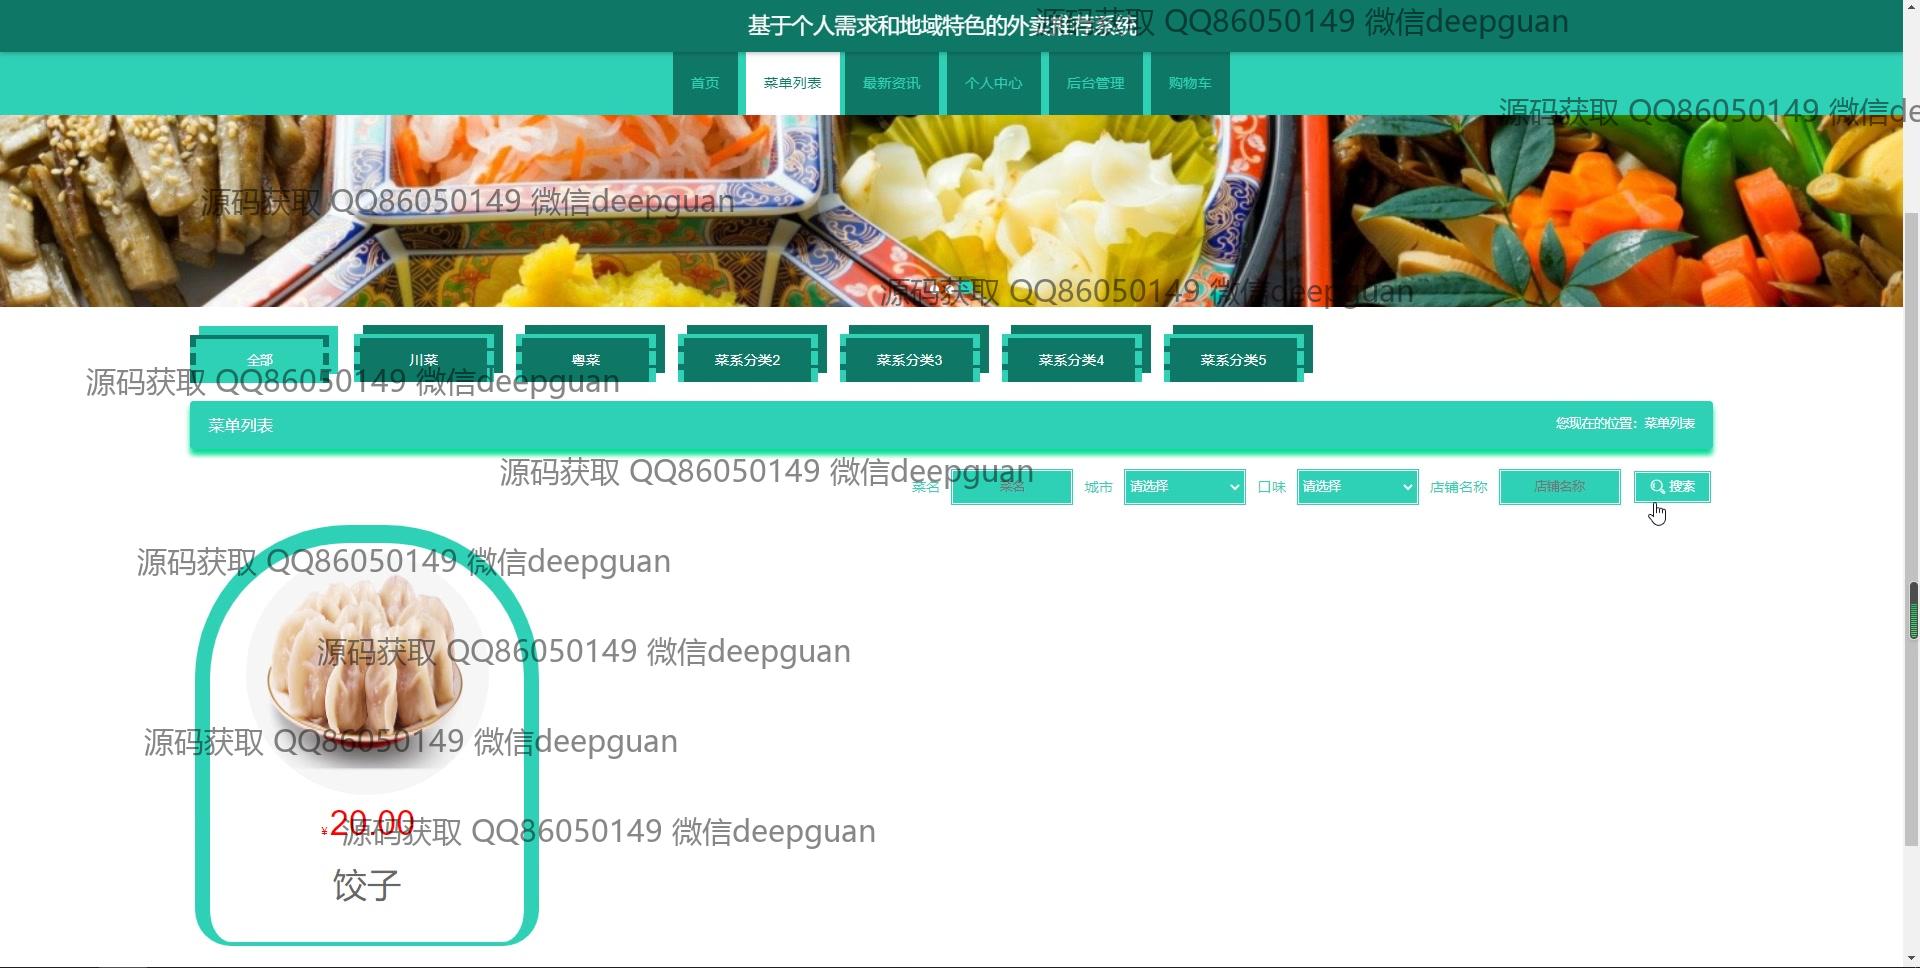 基于个人需求和地域特色的外卖推荐系统
源码获取 QQ86050149 微信deepguan
首页 菜单列表 最新资讯 个人中心 后台管理 购物车
源码获取 QQ86050149 微信de
源码获取 QQ86050149 微信deepguan
源码获取 QQ86050149 微信deepguan
全部 川菜 粤菜 菜系分类2 菜系分类3 菜系分类4 菜系分类5
源码获取 QQ86050149 微信deepguan
菜单列表 您现在的位置：菜单列表
源码获取 QQ86050149 微信deepguan
菜名 菜名 城市 请选择 口味 请选择 店铺名称 店铺名称 搜索
源码获取 QQ86050149 微信deepguan
源码获取 QQ86050149 微信deepguan
源码获取 QQ86050149 微信deepguan
¥20.00
源码获取 QQ86050149 微信deepguan
饺子